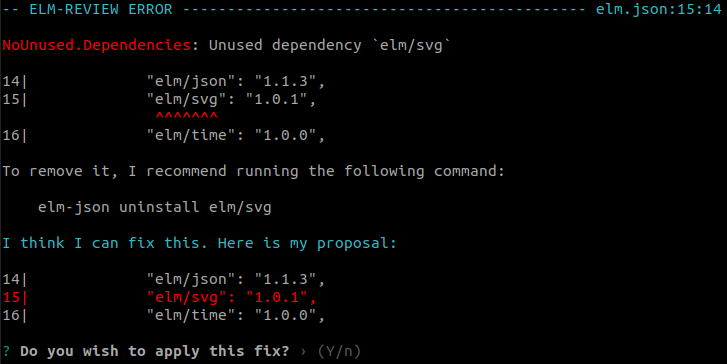 -- ELM-REVIEW ERROR --------------------------------------------- elm.json:15:14
NoUnused.Dependencies: Unused dependency `elm/svg`
14|             "elm/json": "1.1.3",
15|             "elm/svg": "1.0.1",
                 ^^^^^^^
16|             "elm/time": "1.0.0",
To remove it, I recommend running the following command:
    elm-json uninstall elm/svg
I think I can fix this. Here is my proposal:
14|             "elm/json": "1.1.3",
15|             "elm/svg": "1.0.1",
16|             "elm/time": "1.0.0",
? Do you wish to apply this fix? › (Y/n)